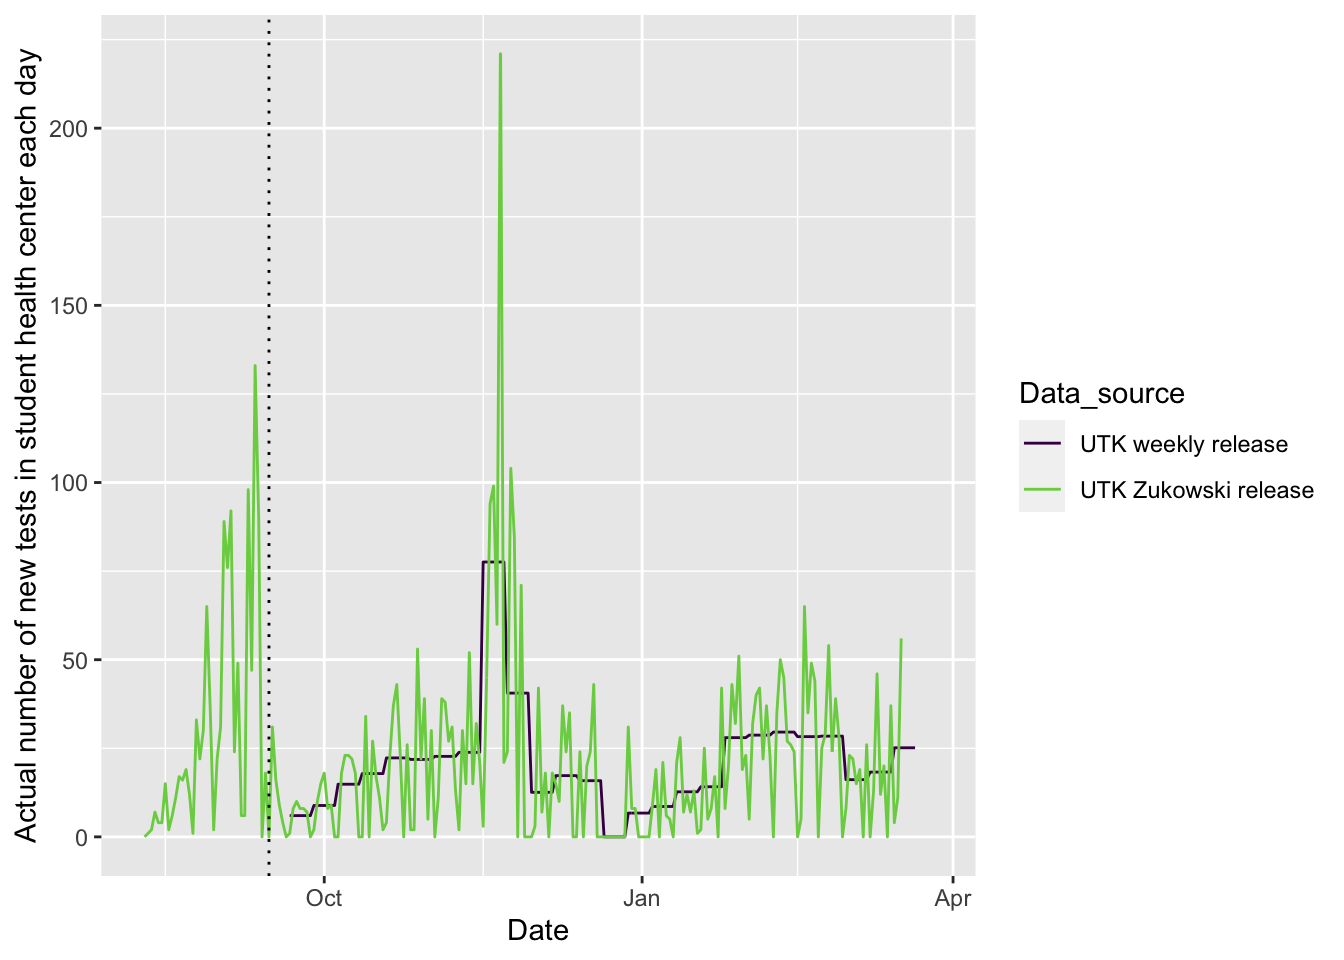 Actual number of new tests in student health center each day
200
150
100
50
0
Oct
Jan
Apr
Date
Data_source
UTK weekly release
UTK Zukowski release